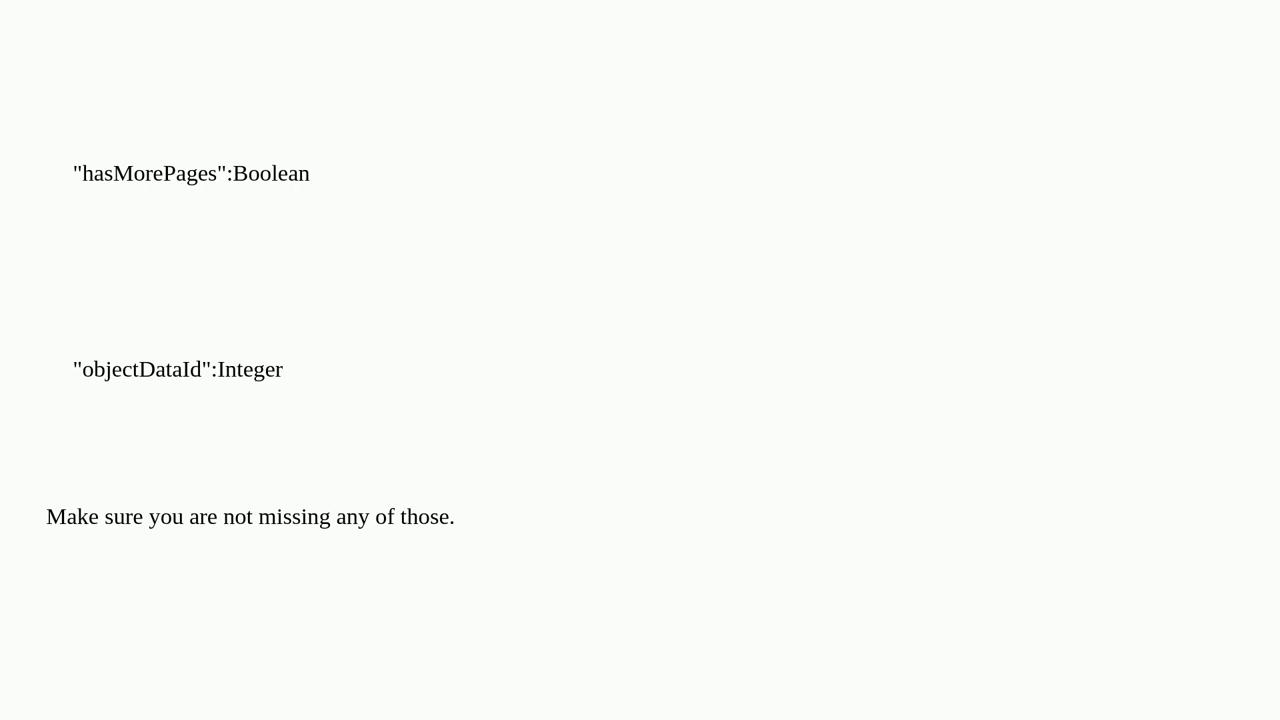 "hasMorePages":Boolean
"objectDataId":Integer
Make sure you are not missing any of those.